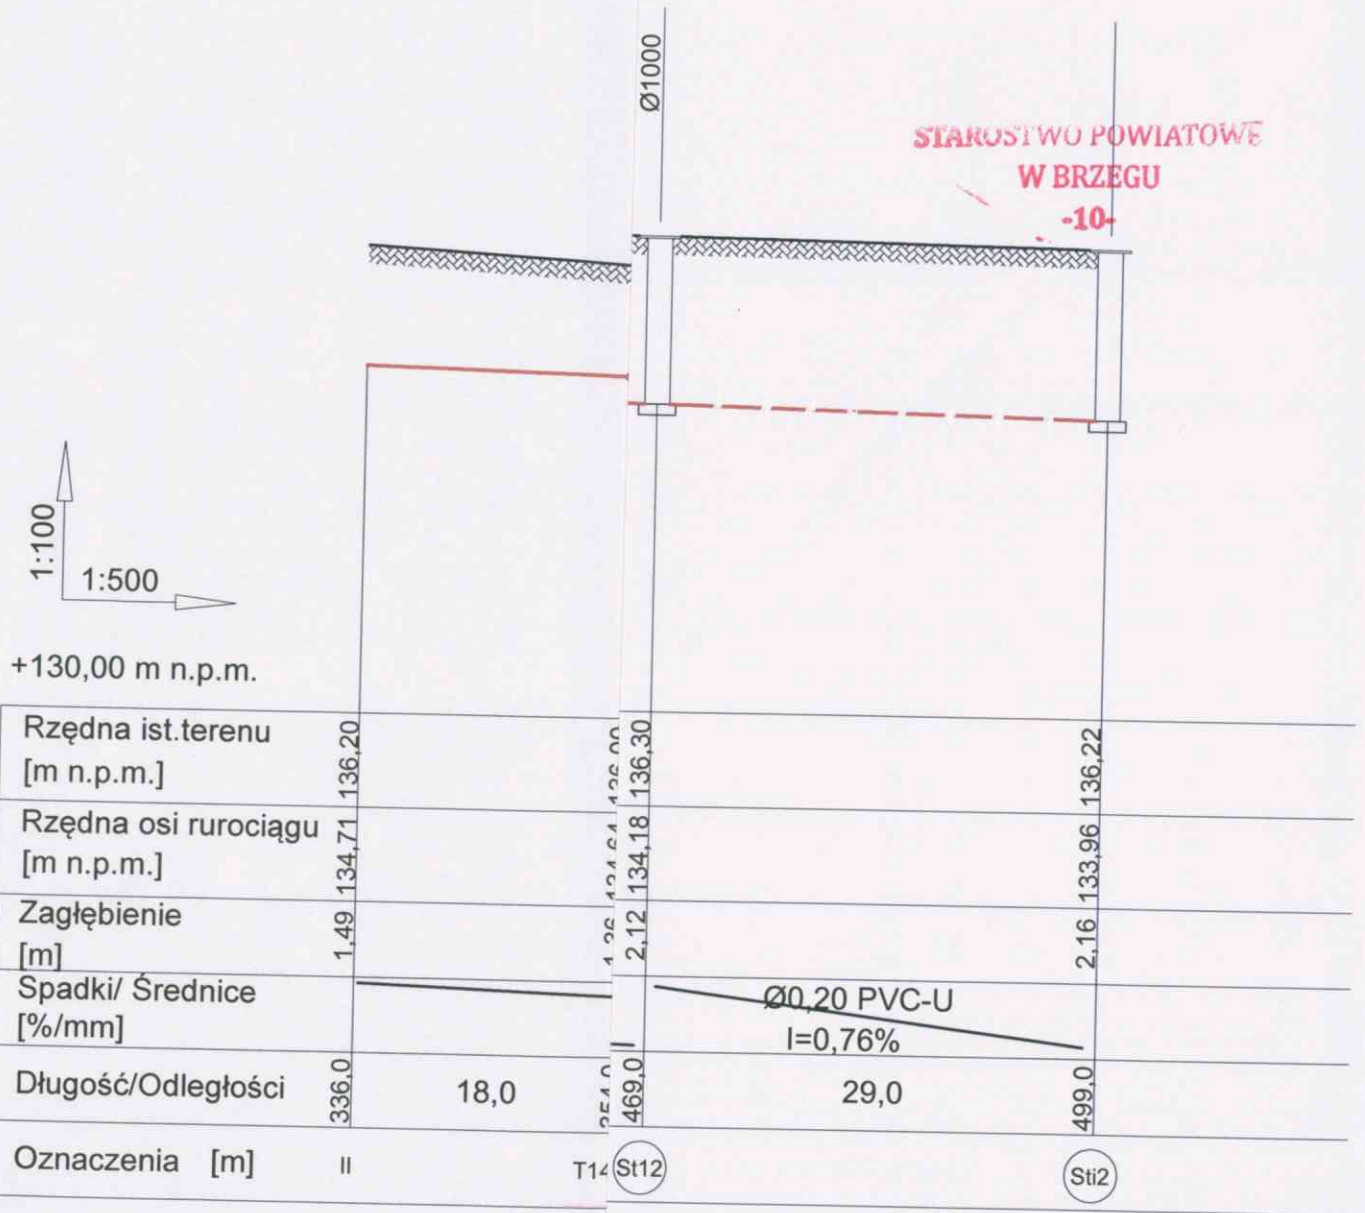 Ø1000
STAROSTWO POWIATOWE
W BRZEGU
-10-
1:100
1:500
+130,00 m n.p.m.
Rzędna ist.terenu
[m n.p.m.]
136,20
136,30
136,22
Rzędna osi rurociągu
[m n.p.m.]
134,71
134,18
133,96
Zagłębienie
[m]
1,49
2,12
2,16
Spadki/ Średnice
[%/mm]
Ø0,20 PVC-U
I=0,76%
Długość/Odległości
336,0
18,0
469,0
29,0
499,0
Oznaczenia [m]
II
T14
St12
Sti2